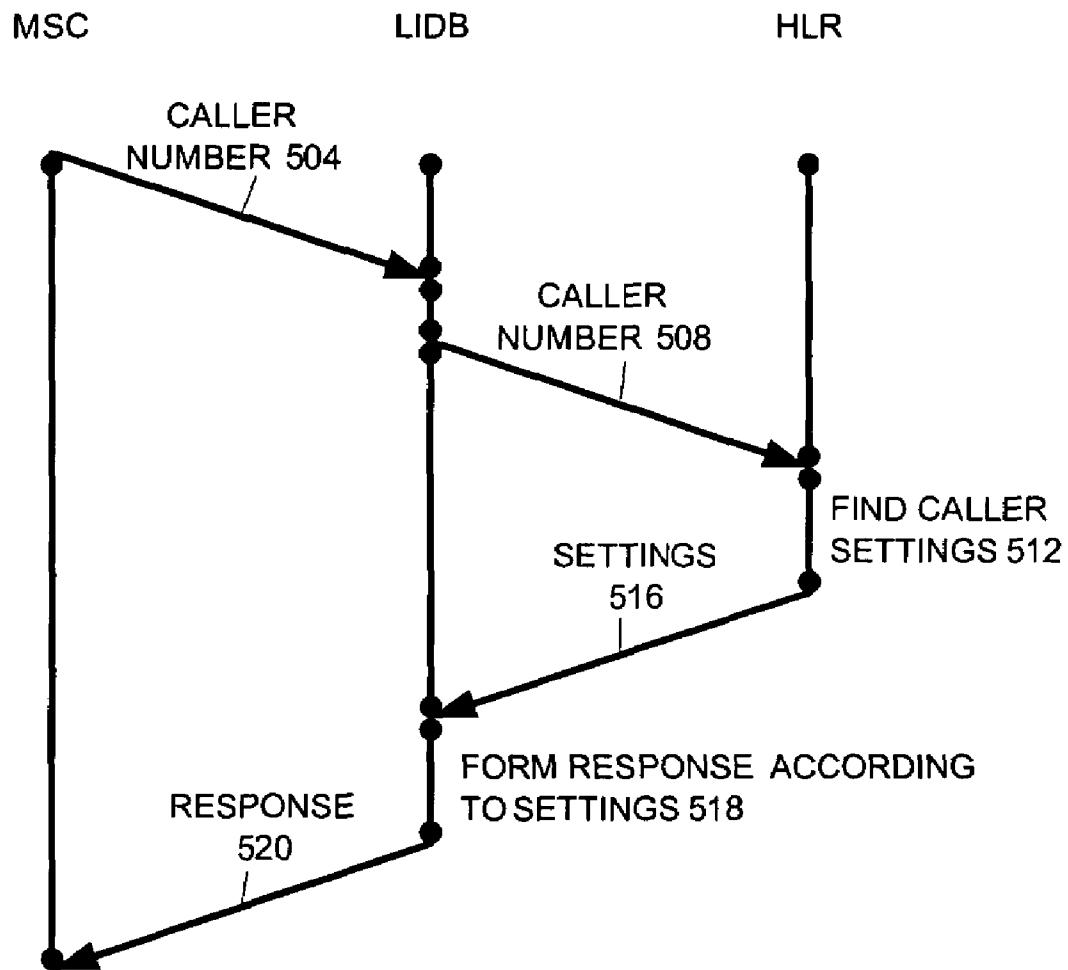 MSC LIDB HLR
CALLER
NUMBER 504
CALLER
NUMBER 508
FIND CALLER
SETTINGS 512
SETTINGS
516
FORM RESPONSE ACCORDING
TO SETTINGS 518
RESPONSE
520